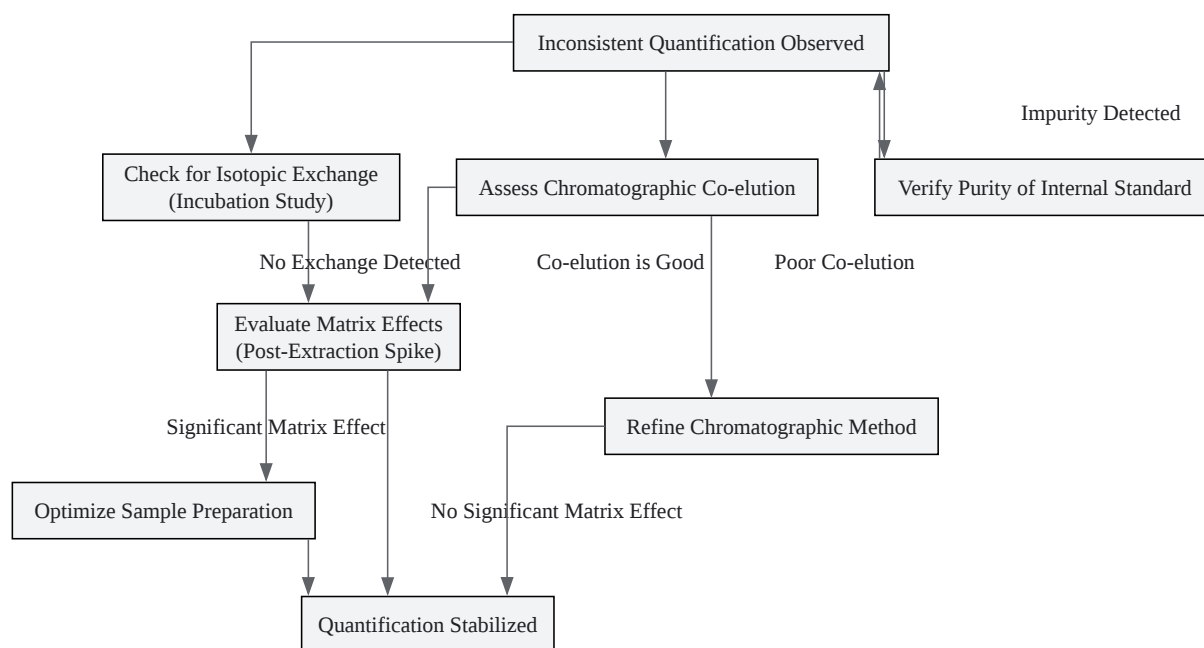 Inconsistent Quantification Observed
Impurity Detected
Check for Isotopic Exchange
(Incubation Study)
Assess Chromatographic Co-elution
Verify Purity of Internal Standard
No Exchange Detected
Co-elution is Good
Poor Co-elution
Evaluate Matrix Effects
(Post-Extraction Spike)
Significant Matrix Effect
Refine Chromatographic Method
Optimize Sample Preparation
No Significant Matrix Effect
Quantification Stabilized